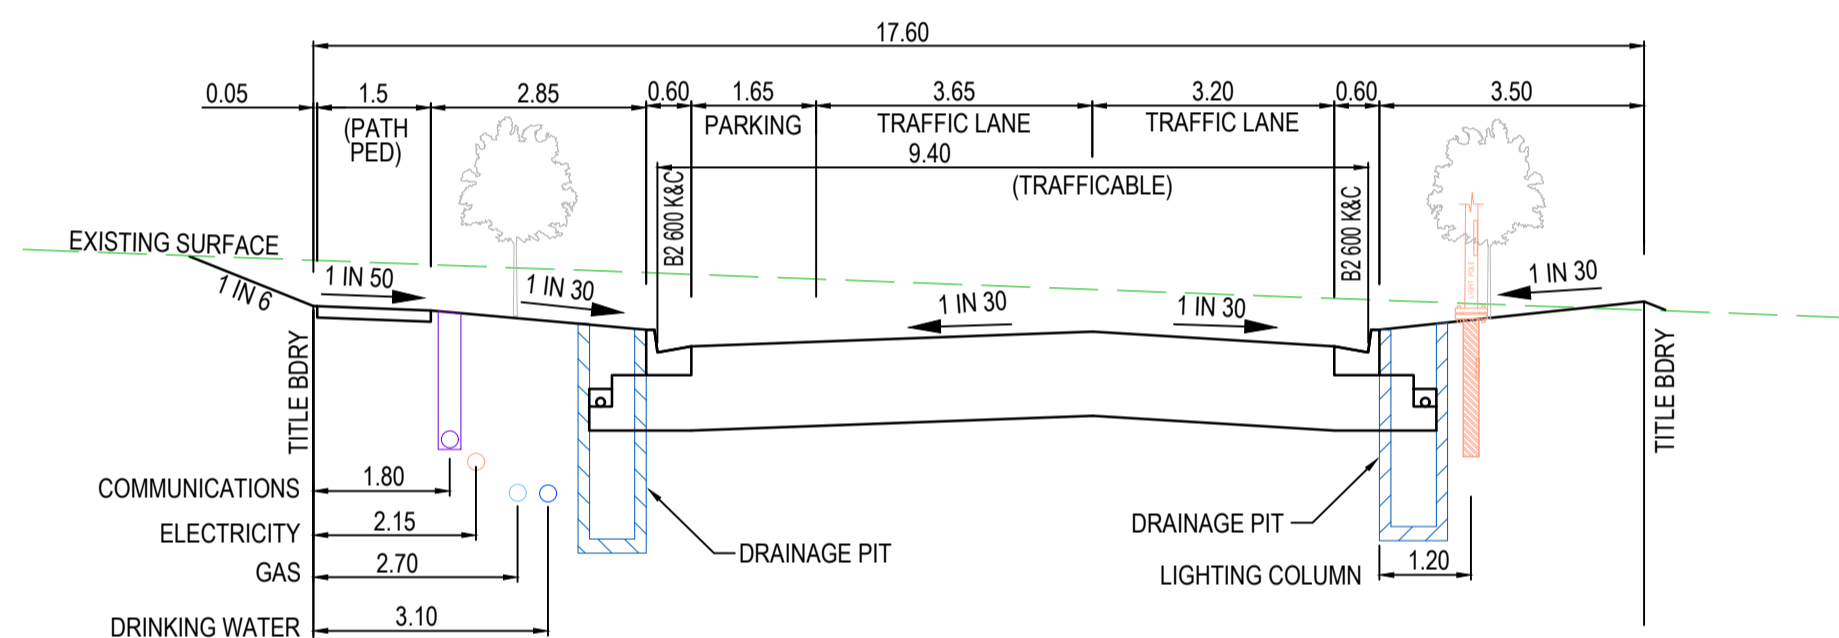 17.60
0.05 1.5 2.85 0.60 1.65 3.65 3.20 0.60 3.50
(PATH
PED)
PARKING
TRAFFIC LANE
TRAFFIC LANE
9.40
(TRAFFICABLE)
B2 600 K&C
B2 600 K&C
EXISTING SURFACE
1 IN 6
1 IN 50
1 IN 30
1 IN 30
1 IN 30
1 IN 30
LIGHT POLE
TITLE BDRY
TITLE BDRY
COMMUNICATIONS 1.80
ELECTRICITY 2.15
GAS 2.70
DRINKING WATER 3.10
DRAINAGE PIT
DRAINAGE PIT
LIGHTING COLUMN 1.20